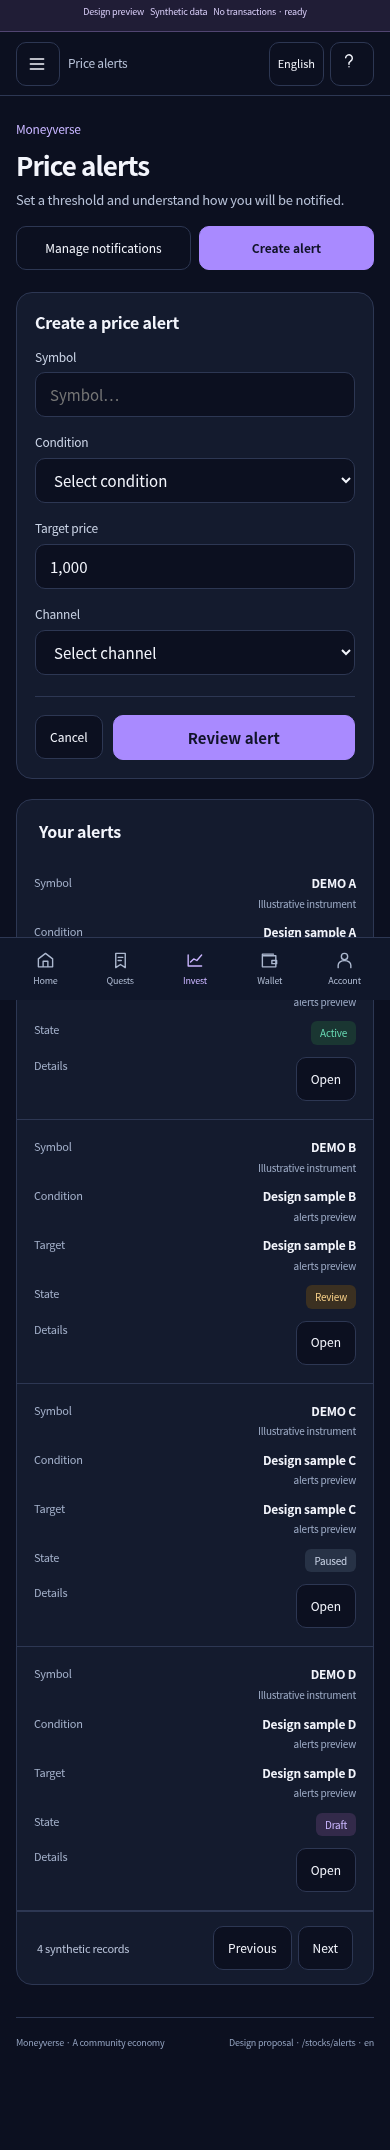 Design preview Synthetic data No transactions · ready
Price alerts
English
?
Moneyverse
Price alerts
Set a threshold and understand how you will be notified.
Manage notifications
Create alert
Create a price alert
Symbol
Symbol…
Condition
Select condition
Target price
1,000
Channel
Select channel
Cancel
Review alert
Your alerts
Symbol
DEMO A
Illustrative instrument
Condition
Design sample A
Home
Quests
Invest
Wallet
Account
alerts preview
State
Active
Details
Open
Symbol
DEMO B
Illustrative instrument
Condition
Design sample B
alerts preview
Target
Design sample B
alerts preview
State
Review
Details
Open
Symbol
DEMO C
Illustrative instrument
Condition
Design sample C
alerts preview
Target
Design sample C
alerts preview
State
Paused
Details
Open
Symbol
DEMO D
Illustrative instrument
Condition
Design sample D
alerts preview
Target
Design sample D
alerts preview
State
Draft
Details
Open
4 synthetic records
Previous
Next
Moneyverse · A community economy
Design proposal · /stocks/alerts · en